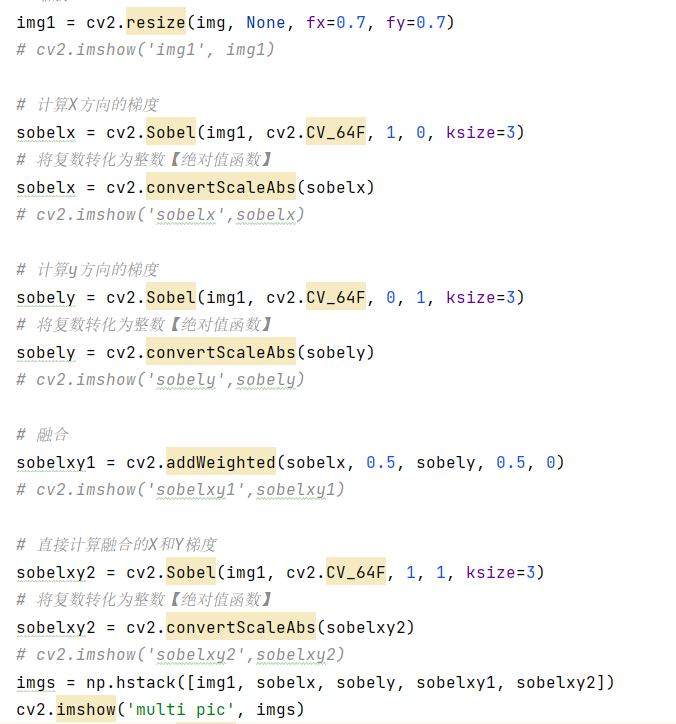 img1 = cv2.resize(img, None, fx=0.7, fy=0.7)
# cv2.imshow('img1', img1)
# 计算X方向的梯度
sobelx = cv2.Sobel(img1, cv2.CV_64F, 1, 0, ksize=3)
# 将复数转化为整数【绝对值函数】
sobelx = cv2.convertScaleAbs(sobelx)
# cv2.imshow('sobelx',sobelx)
# 计算y方向的梯度
sobely = cv2.Sobel(img1, cv2.CV_64F, 0, 1, ksize=3)
# 将复数转化为整数【绝对值函数】
sobely = cv2.convertScaleAbs(sobely)
# cv2.imshow('sobely',sobely)
# 融合
sobelxy1 = cv2.addWeighted(sobelx, 0.5, sobely, 0.5, 0)
# cv2.imshow('sobelxy1',sobelxy1)
# 直接计算融合的X和Y梯度
sobelxy2 = cv2.Sobel(img1, cv2.CV_64F, 1, 1, ksize=3)
# 将复数转化为整数【绝对值函数】
sobelxy2 = cv2.convertScaleAbs(sobelxy2)
# cv2.imshow('sobelxy2',sobelxy2)
imgs = np.hstack([img1, sobelx, sobely, sobelxy1, sobelxy2])
cv2.imshow('multi pic', imgs)